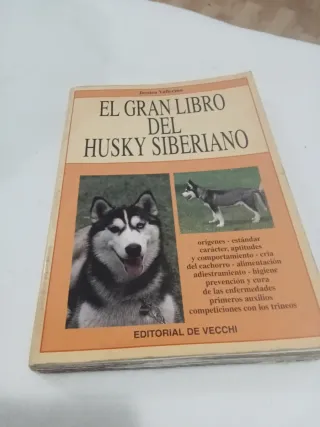 EL GRAN LIBRO
DEL
HUSKY SIBERIANO
orígenes - estándar
carácter, aptitudes
y comportamiento - cría
del cachorro - alimentación
adiestramiento - higiene
prevención y cura
de las enfermedades
primeros auxilios
competiciones con los trineos
EDITORIAL DE VECCHI